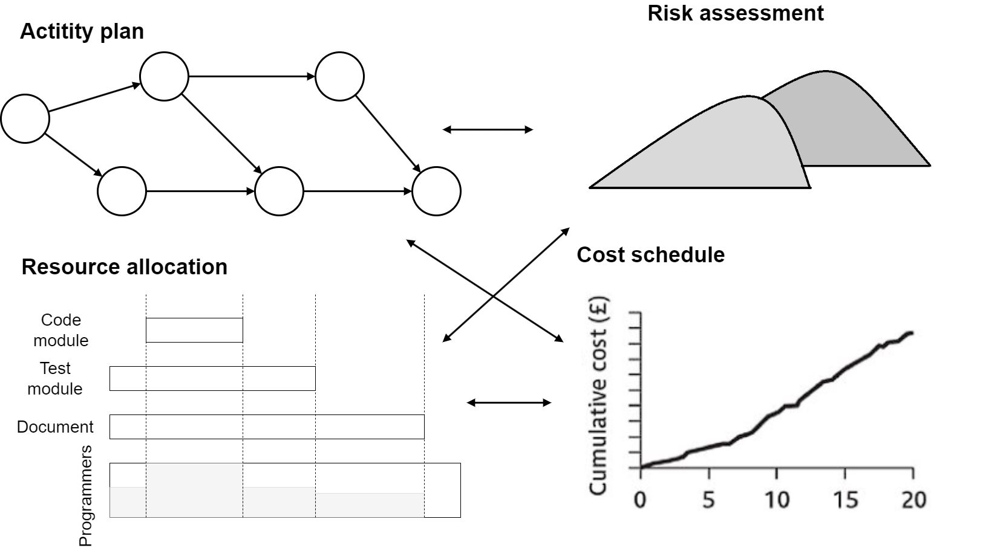 Actitity plan
Risk assessment
Resource allocation
Code
module
Test
module
Document
Programmers
Cost schedule
Cumulative cost (£)
0 5 10 15 20